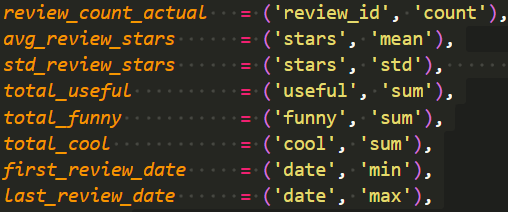 review_count_actual = ('review_id', 'count'),
avg_review_stars = ('stars', 'mean'),
std_review_stars = ('stars', 'std'),
total_useful = ('useful', 'sum'),
total_funny = ('funny', 'sum'),
total_cool = ('cool', 'sum'),
first_review_date = ('date', 'min'),
last_review_date = ('date', 'max'),